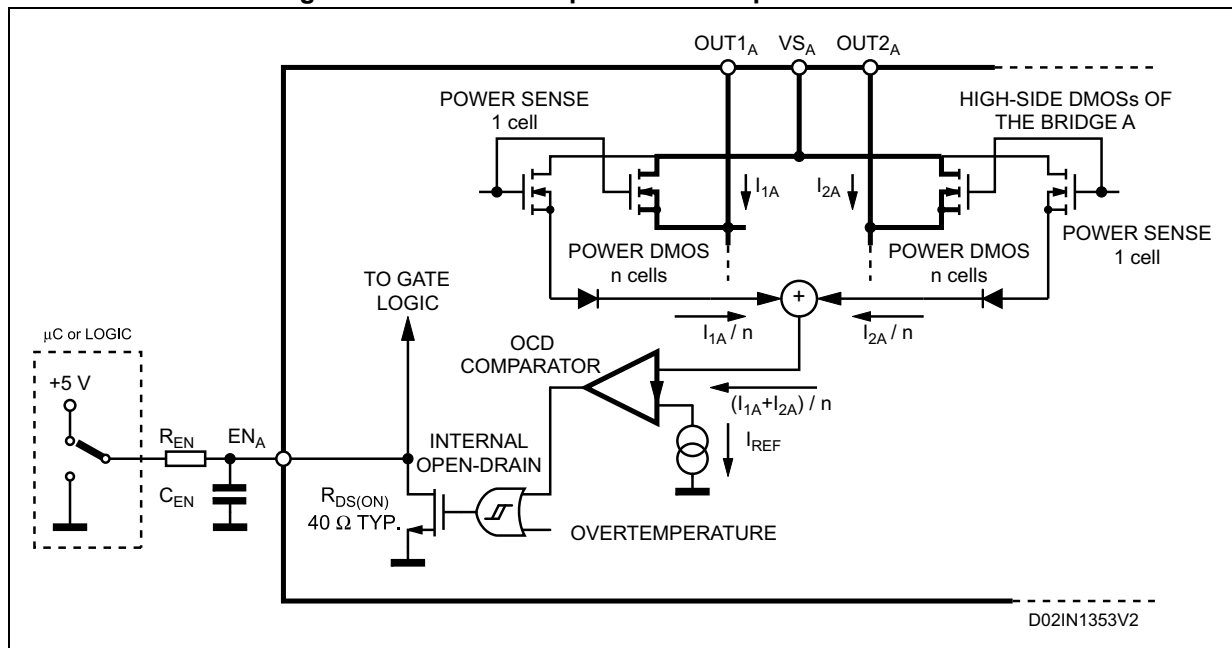 OUT1A VSA OUT2A
POWER SENSE
1 cell
HIGH-SIDE DMOSs OF
THE BRIDGE A
I1A
I2A
POWER DMOS
n cells
POWER DMOS
n cells
POWER SENSE
1 cell
TO GATE
LOGIC
+
I1A / n
I2A / n
μC or LOGIC
OCD
COMPARATOR
+5 V
(I1A+I2A) / n
REN
ENA
INTERNAL
OPEN-DRAIN
IREF
CEN
RDS(ON)
40 Ω TYP.
OVERTEMPERATURE
D02IN1353V2